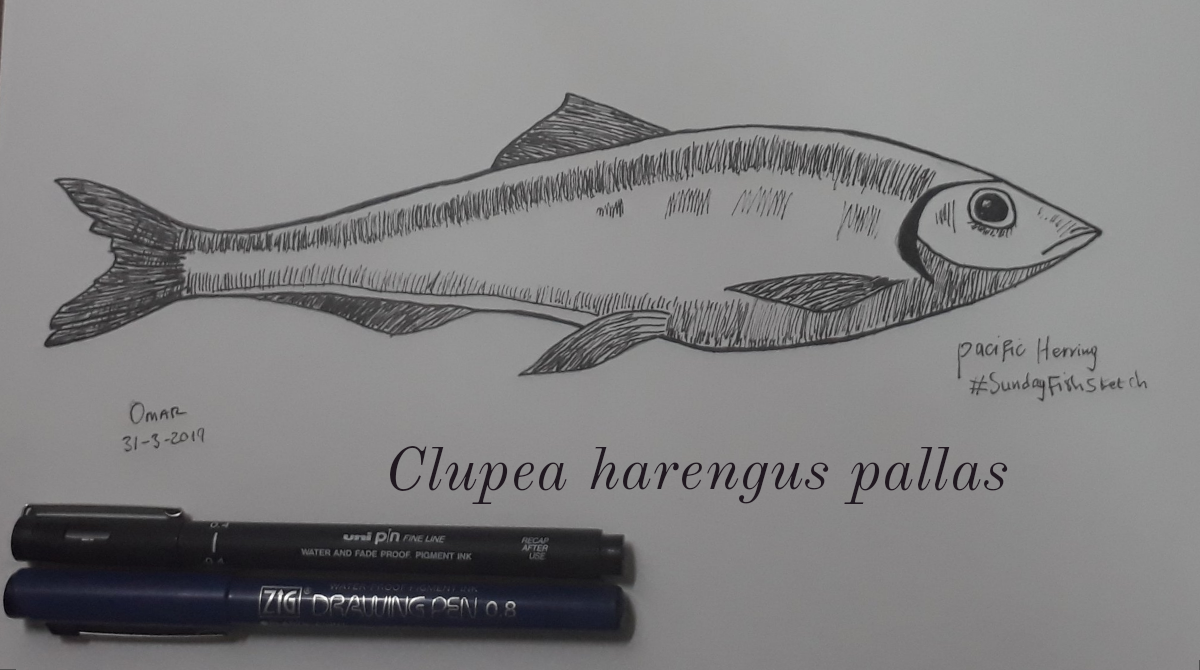 pacific Herring
#SundayFishSketch
OMAR
31-3-2019
Clupea harengus pallas
0.4
uni pin FINE LINE
WATER AND FADE PROOF. PIGMENT INK
RECAP
AFTER
USE
0.4
WATER-PROOF PIGMENT INK
ZIG® DRAWING PEN 0.8